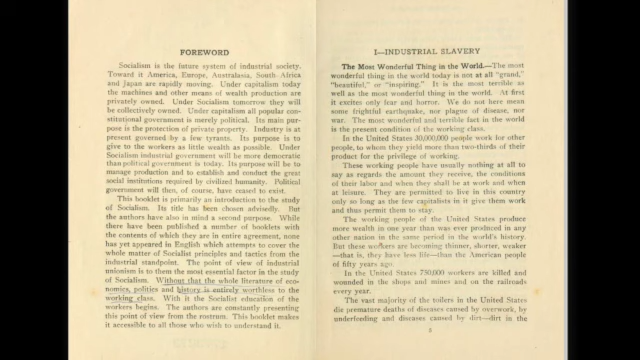 FOREWORD
Socialism is the future system of industrial society.
Toward it America, Europe, Australasia, South Africa
and Japan are rapidly moving. Under capitalism today
the machines and other means of wealth production are
privately owned. Under Socialism tomorrow they will
be collectively owned. Under capitalism all popular con-
stitutional government is merely political. Its main pur-
pose is the protection of private property. Industry is at
present governed by a few tyrants. Its purpose is to
give to the workers as little wealth as possible. Under
Socialism industrial government will be more democratic
than political government is today. Its purpose will be to
manage production and to establish and conduct the great
social institutions required by civilized humanity. Political
government will then, of course, have ceased to exist.
This booklet is primarily an introduction to the study
of Socialism. Its title has been chosen advisedly. But
the authors have also in mind a second purpose. While
there have been published a number of booklets with
the contents of which they are in entire agreement, none
has yet appeared in English which attempts to cover the
whole matter of Socialist principles and tactics from the
industrial standpoint. The point of view of industrial
unionism is to them the most essential factor in the study
of Socialism. Without that the whole literature of eco-
nomics, politics and history is entirely worthless to the
working class. With it the Socialist education of the
workers begins. The authors are constantly presenting
this point of view from the rostrum. This booklet makes
it accessible to all those who wish to understand it.
I—INDUSTRIAL SLAVERY
The Most Wonderful Thing in the World.—The most
wonderful thing in the world today is not at all "grand,"
"beautiful," or "inspiring." It is the most terrible as
well as the most wonderful thing in the world. At first
it excites only fear and horror. We do not here mean
some frightful earthquake, nor plague of disease, nor
war. The most wonderful and terrible fact in the world
is the present condition of the working class.
In the United States 30,000,000 people work for other
people, to whom they yield more than two-thirds of their
product for the privilege of working.
These working people have usually nothing at all to
say as regards the amount they receive, the conditions
of their labor and when they shall be at work and when
at leisure. They are permitted to live in this country
only so long as the few capitalists in it give them work
and thus permit them to stay.
The working people of the United States produce
more wealth in one year than was ever produced in any
other nation in the same period in the world's history.
But these workers are becoming thinner, shorter, weaker
—that is, they have less life—than the American people
of fifty years ago.
In the United States 750,000 workers are killed and
wounded in the shops and mines and on the railroads
every year.
The vast majority of the toilers in the United States
die premature deaths of diseases caused by overwork, by
underfeeding and diseases caused by dirt—dirt in the